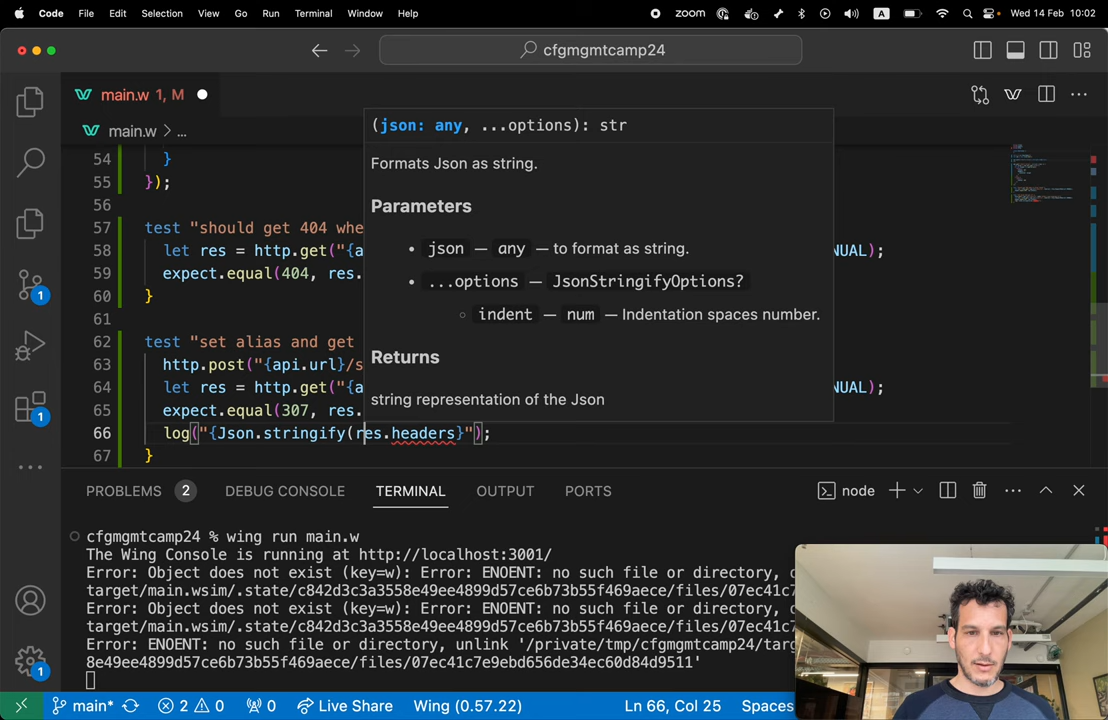 Code File Edit Selection View Go Run Terminal Window Help zoom A Wed 14 Feb 10:02
cfgmgmtcamp24
main.w 1, M
main.w > ...
(json: any, ...options): str
Formats Json as string.
Parameters
• json — any — to format as string.
• ...options — JsonStringifyOptions?
◦ indent — num — Indentation spaces number.
Returns
string representation of the Json
54 }
55 });
56
57 test "should get 404 whe
58 let res = http.get("{a NUAL);
59 expect.equal(404, res.
60 }
61
62 test "set alias and get
63 http.post("{api.url}/s
64 let res = http.get("{a NUAL);
65 expect.equal(307, res.
66 log("{Json.stringify(res.headers}");
67 }
1
1
1
PROBLEMS 2 DEBUG CONSOLE TERMINAL OUTPUT PORTS node
cfgmgmtcamp24 % wing run main.w
The Wing Console is running at http://localhost:3001/
Error: Object does not exist (key=w): Error: ENOENT: no such file or directory, o
target/main.wsim/.state/c842d3c3a3558e49ee4899d57ce6b73b55f469aece/files/07ec41c7
Error: Object does not exist (key=w): Error: ENOENT: no such file or directory, o
target/main.wsim/.state/c842d3c3a3558e49ee4899d57ce6b73b55f469aece/files/07ec41c7
Error: ENOENT: no such file or directory, unlink '/private/tmp/cfgmgmtcamp24/targ
8e49ee4899d57ce6b73b55f469aece/files/07ec41c7e9ebd656de34ec60d84d9511'
main* 2 0 0 Live Share Wing (0.57.22) Ln 66, Col 25 Spaces